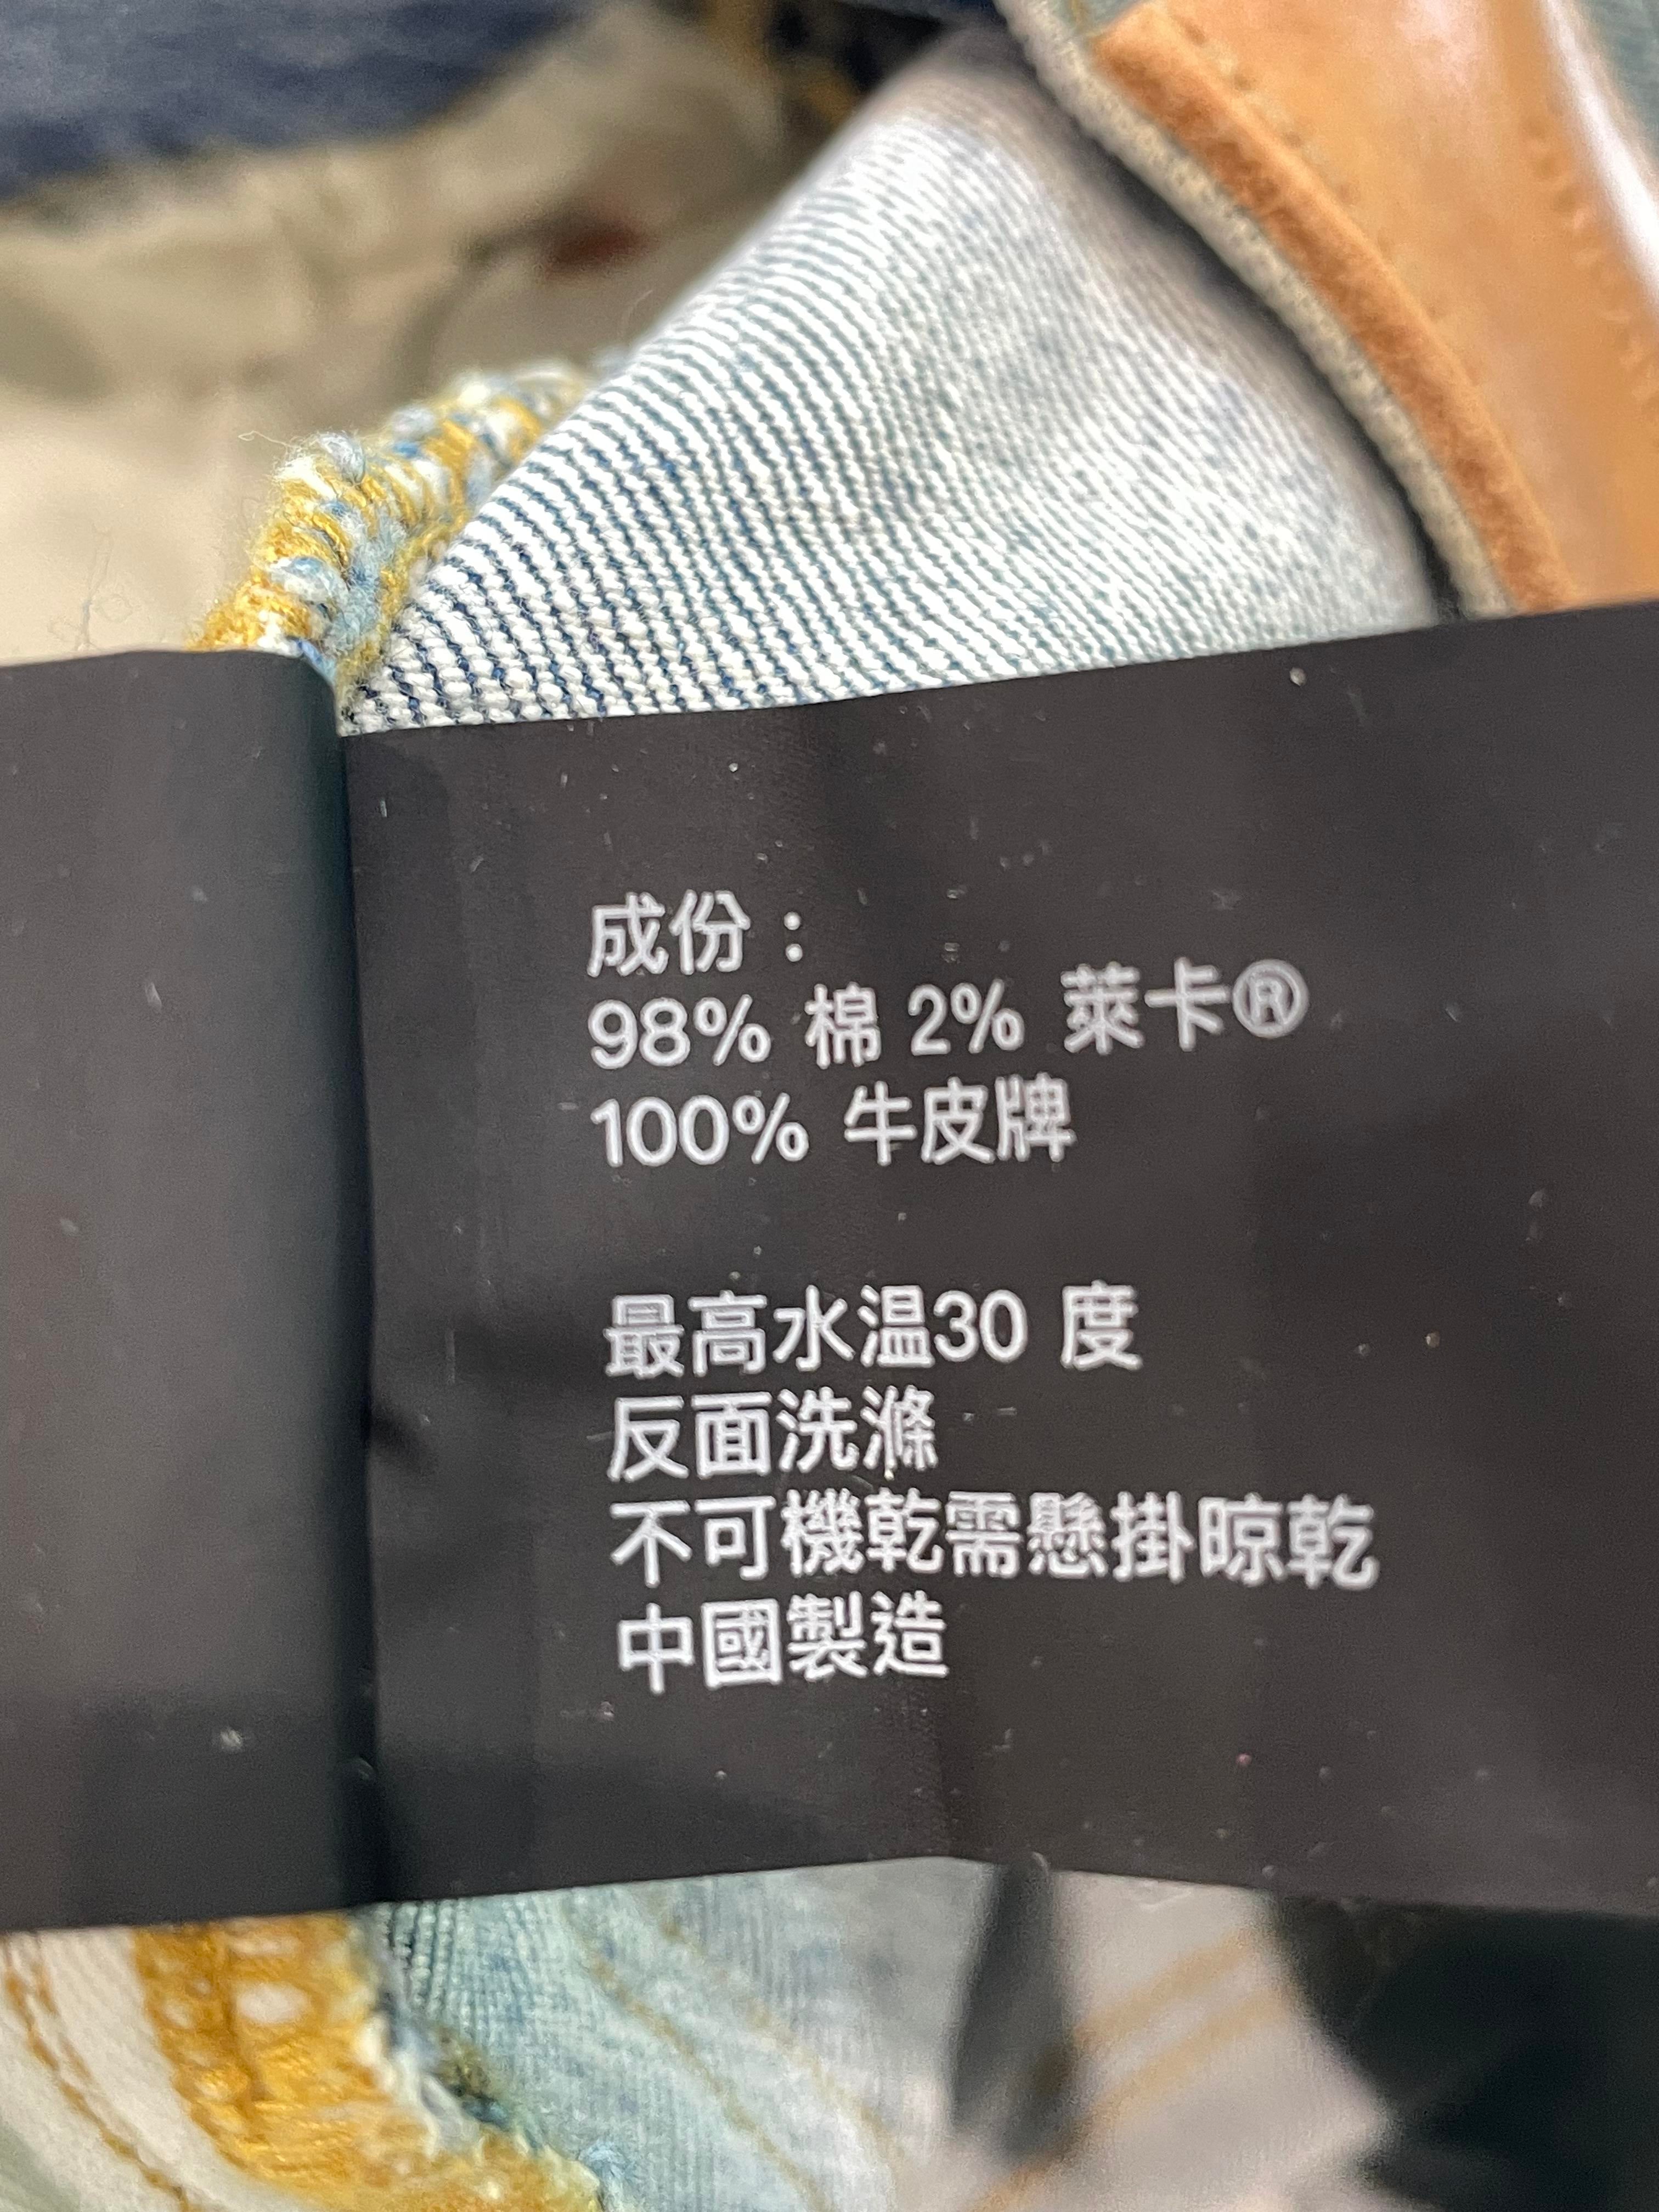 成份：
98% 棉 2% 萊卡®
100% 牛皮牌
最高水温30 度
反面洗滌
不可機乾需懸掛晾乾
中國製造